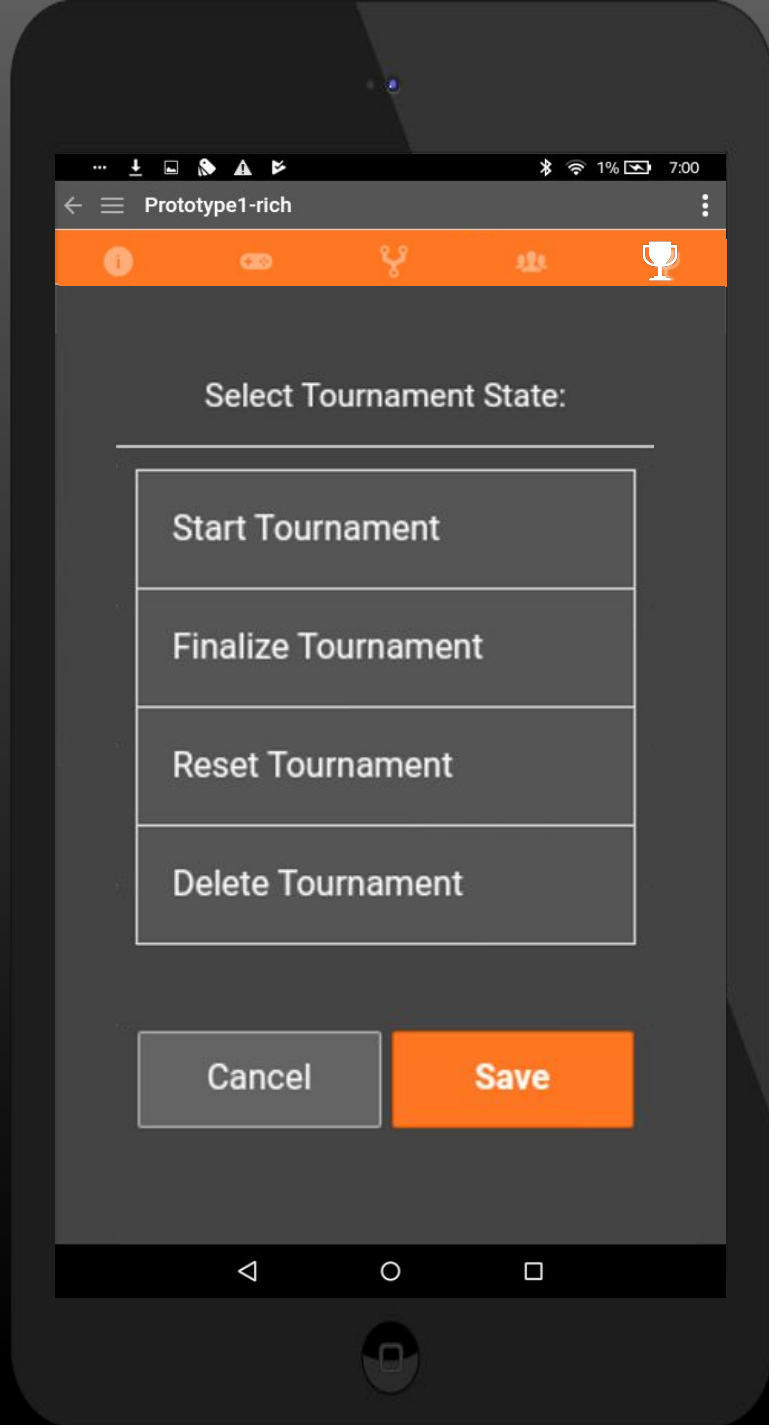 1% 7:00
Prototype1-rich
Select Tournament State:
Start Tournament
Finalize Tournament
Reset Tournament
Delete Tournament
Cancel Save